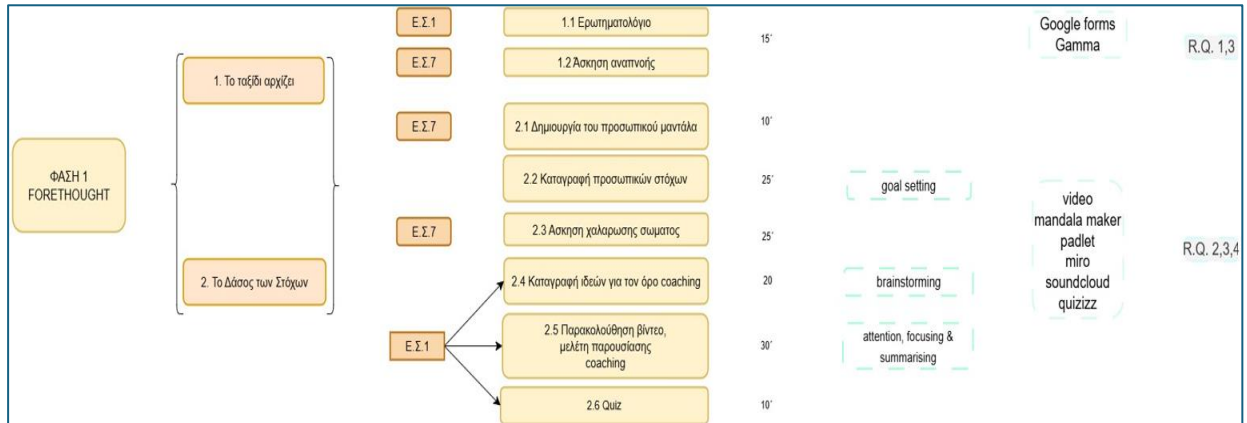 ΦΑΣΗ 1
FORETHOUGHT
1. Το ταξίδι αρχίζει
2. Το Δάσος των Στόχων
Ε.Σ.1
1.1 Ερωτηματολόγιο
15΄
Google forms
Gamma
R.Q. 1,3
Ε.Σ.7
1.2 Άσκηση αναπνοής
Ε.Σ.7
2.1 Δημιουργία του προσωπικού μαντάλα
10΄
2.2 Καταγραφή προσωπικών στόχων
25΄
goal setting
video
mandala maker
padlet
miro
soundcloud
quizizz
R.Q. 2,3,4
Ε.Σ.7
2.3 Ασκηση χαλαρωσης σωματος
25΄
2.4 Καταγραφή ιδεών για τον όρο coaching
20
brainstorming
Ε.Σ.1
2.5 Παρακολούθηση βίντεο,
μελέτη παρουσίασης
coaching
30΄
attention, focusing &
summarising
2.6 Quiz
10΄